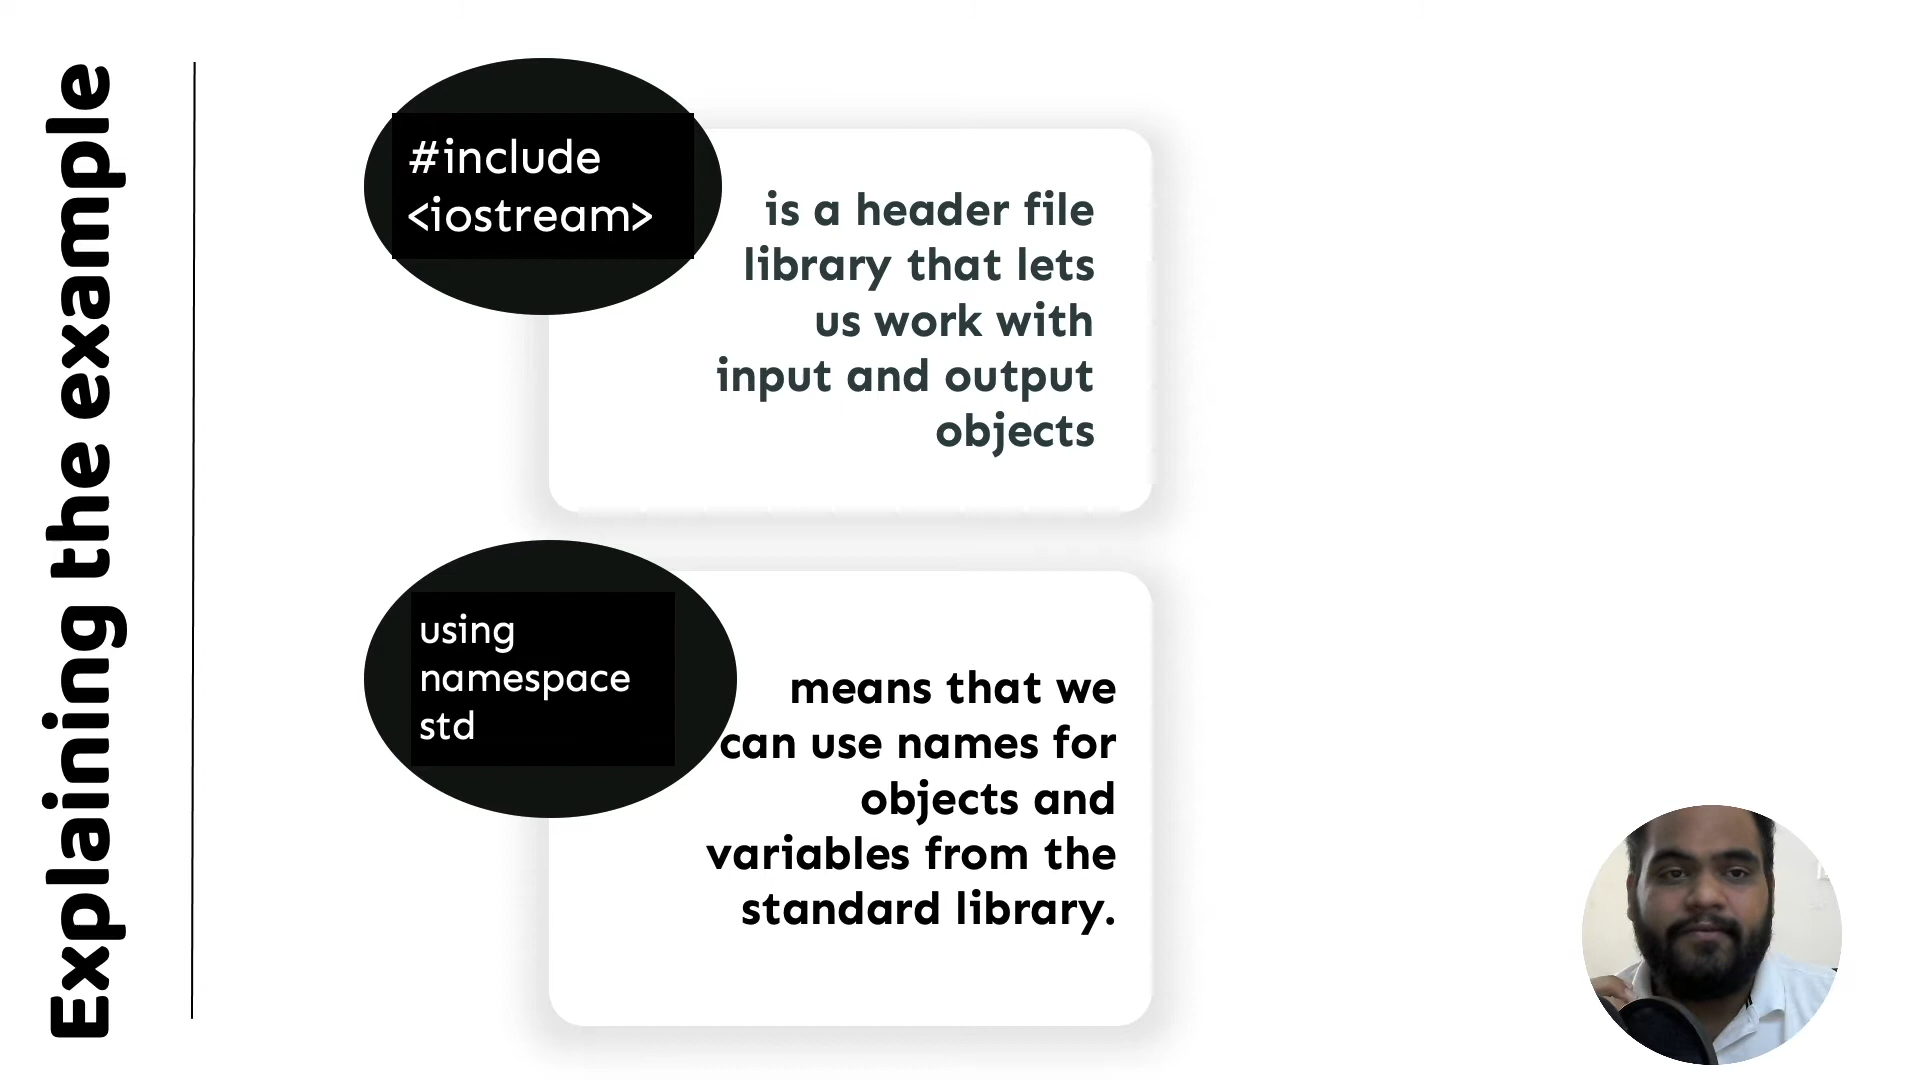 Explaining the example
#include
<iostream>
is a header file
library that lets
us work with
input and output
objects
using
namespace
std
means that we
can use names for
objects and
variables from the
standard library.